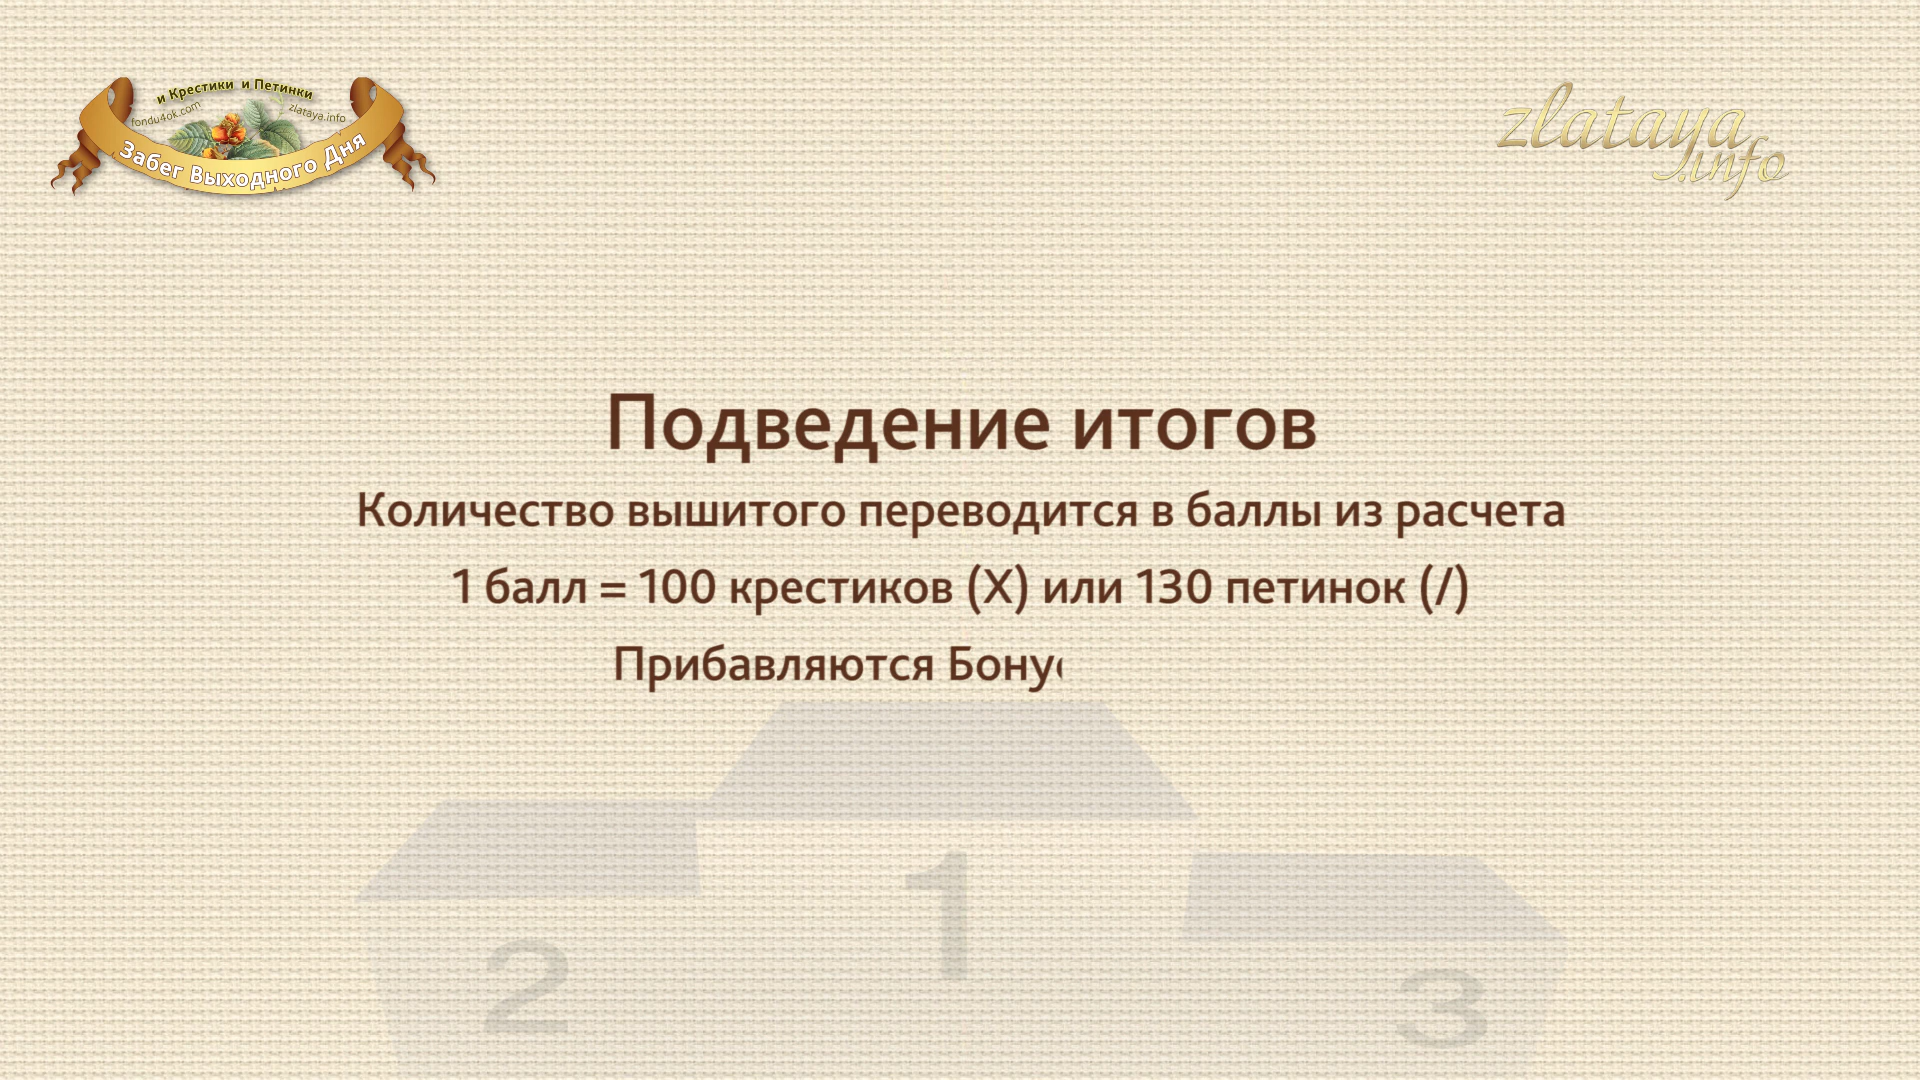 и Крестики и Петинки
fondu4ok.com
zlataya.info
Забег Выходного Дня
zlataya
.info
Подведение итогов
Количество вышитого переводится в баллы из расчета
1 балл = 100 крестиков (X) или 130 петинок (/)
Прибавляются
1
2
3